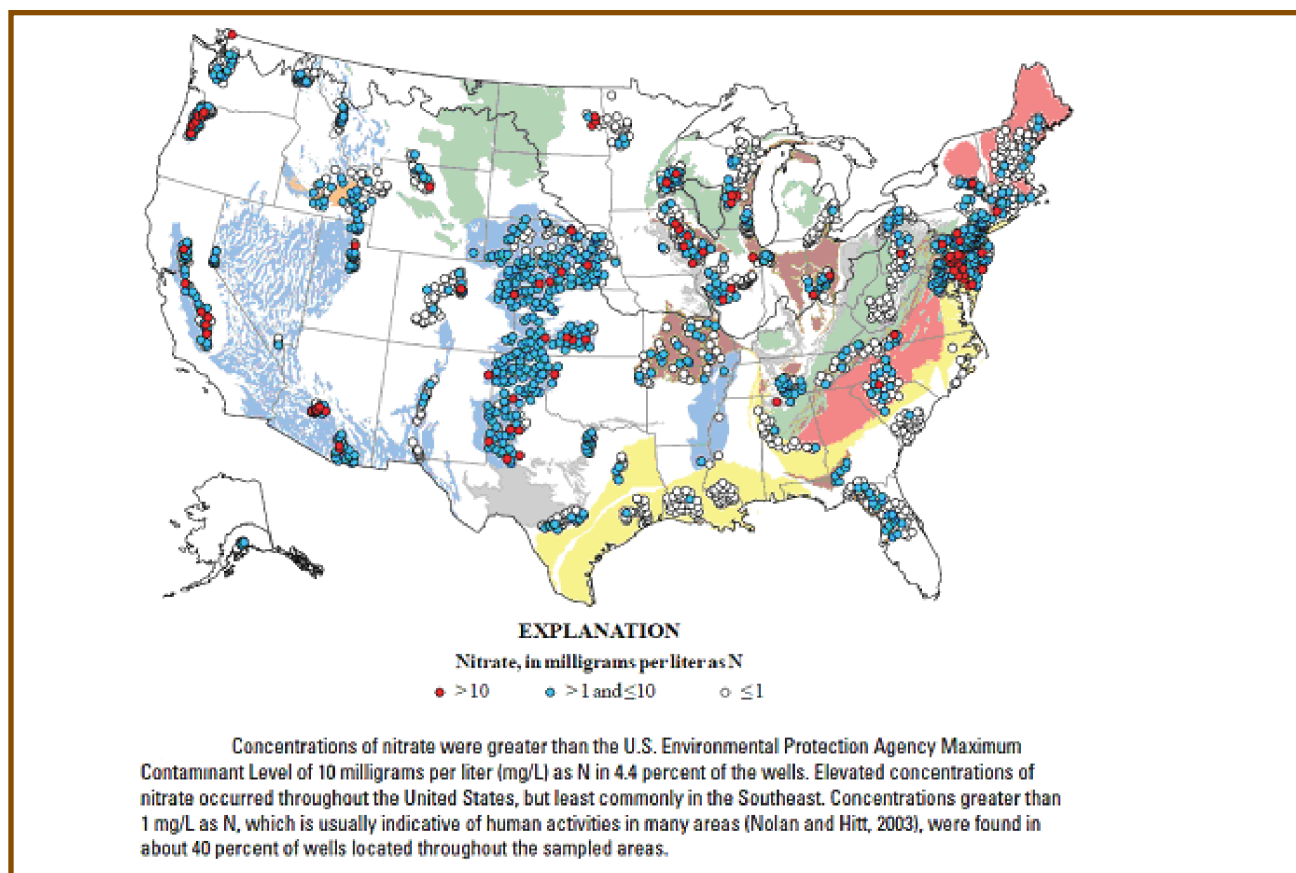 EXPLANATION
Nitrate, in milligrams per liter as N
>10 >1 and ≤10 ≤1
Concentrations of nitrate were greater than the U.S. Environmental Protection Agency Maximum
Contaminant Level of 10 milligrams per liter (mg/L) as N in 4.4 percent of the wells. Elevated concentrations of
nitrate occurred throughout the United States, but least commonly in the Southeast. Concentrations greater than
1 mg/L as N, which is usually indicative of human activities in many areas (Nolan and Hitt, 2003), were found in
about 40 percent of wells located throughout the sampled areas.